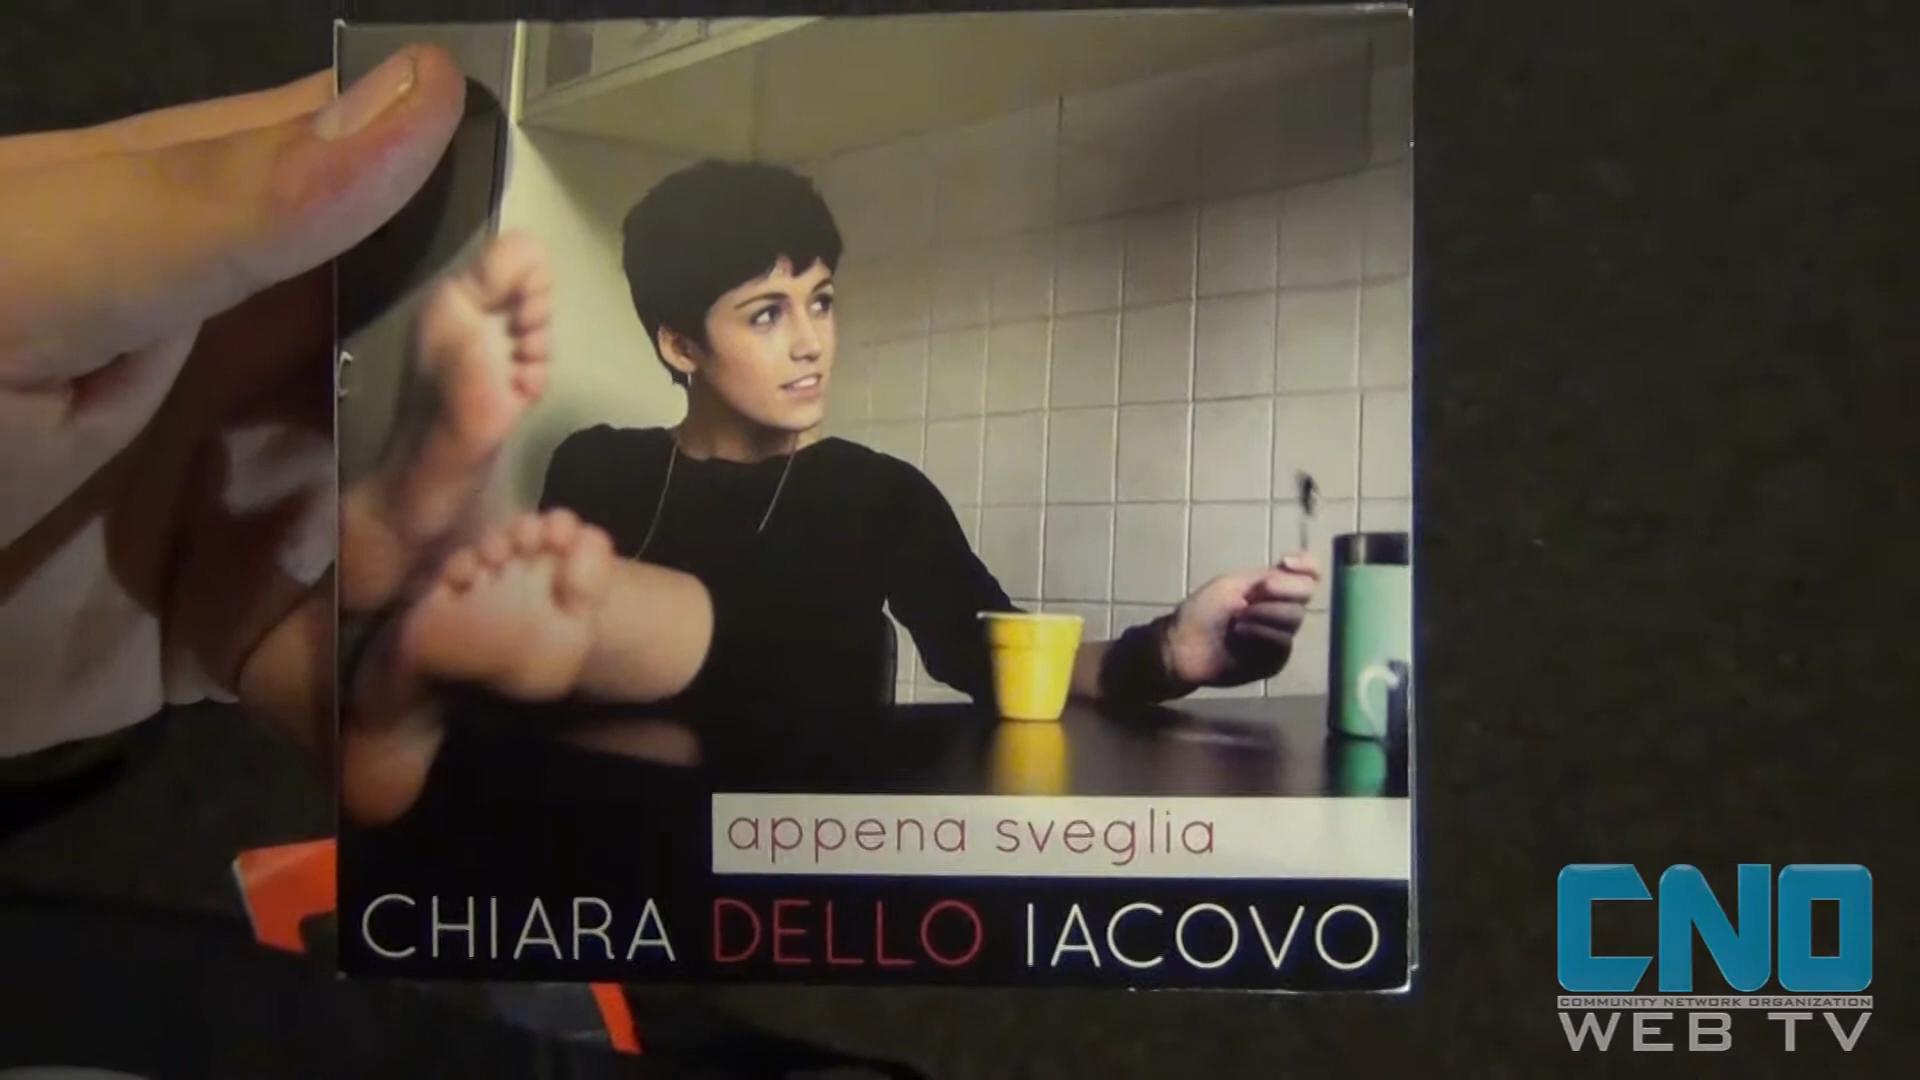 appena sveglia
CHIARA DELLO IACOVO
CNO
COMMUNITY NETWORK ORGANIZATION
WEB TV